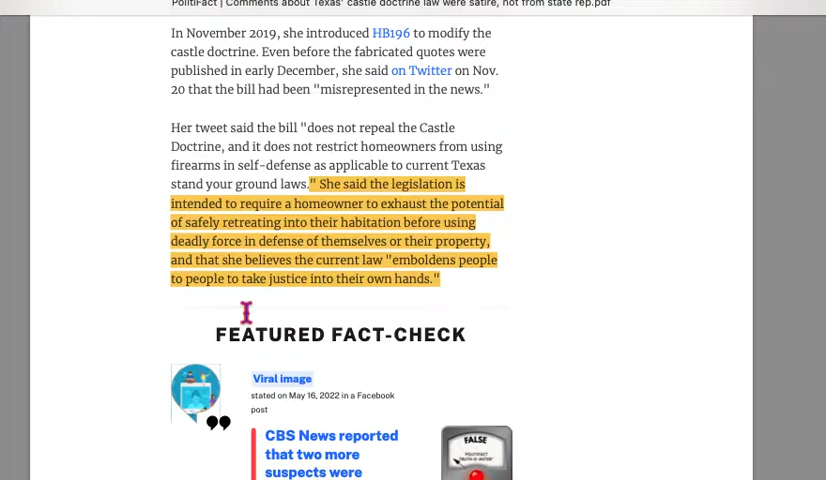 PolitiFact | Comments about Texas' castle doctrine law were satire, not from state rep.pdf
In November 2019, she introduced HB196 to modify the
castle doctrine. Even before the fabricated quotes were
published in early December, she said on Twitter on Nov.
20 that the bill had been "misrepresented in the news."
Her tweet said the bill "does not repeal the Castle
Doctrine, and it does not restrict homeowners from using
firearms in self-defense as applicable to current Texas
stand your ground laws." She said the legislation is
intended to require a homeowner to exhaust the potential
of safely retreating into their habitation before using
deadly force in defense of themselves or their property,
and that she believes the current law "emboldens people
to people to take justice into their own hands."
FEATURED FACT-CHECK
Viral image
stated on May 16, 2022 in a Facebook
post
CBS News reported
that two more
suspects were
FALSE
POLITIFACT
TRUTH-O-METER™